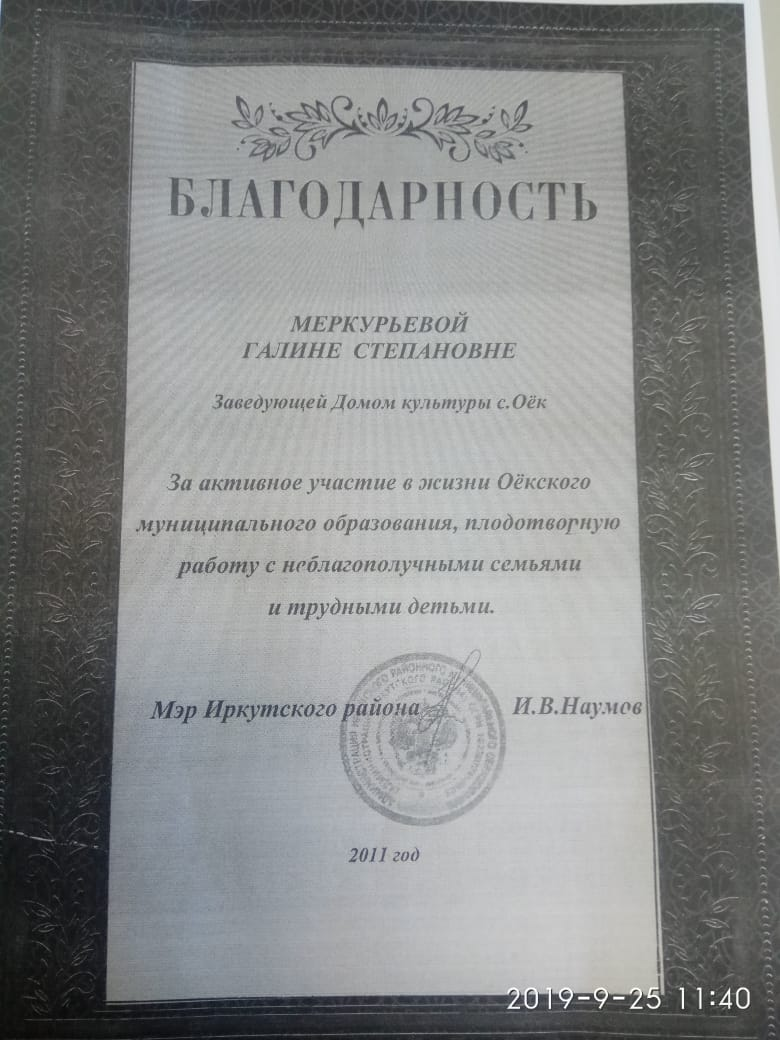 БЛАГОДАРНОСТЬ
МЕРКУРЬЕВОЙ
ГАЛИНЕ СТЕПАНОВНЕ
Заведующей Домом культуры с.Оёк
За активное участие в жизни Оёкского
муниципального образования, плодотворную
работу с неблагополучными семьями
и трудными детьми.
Мэр Иркутского района И.В.Наумов
2011 год
2019-9-25 11:40